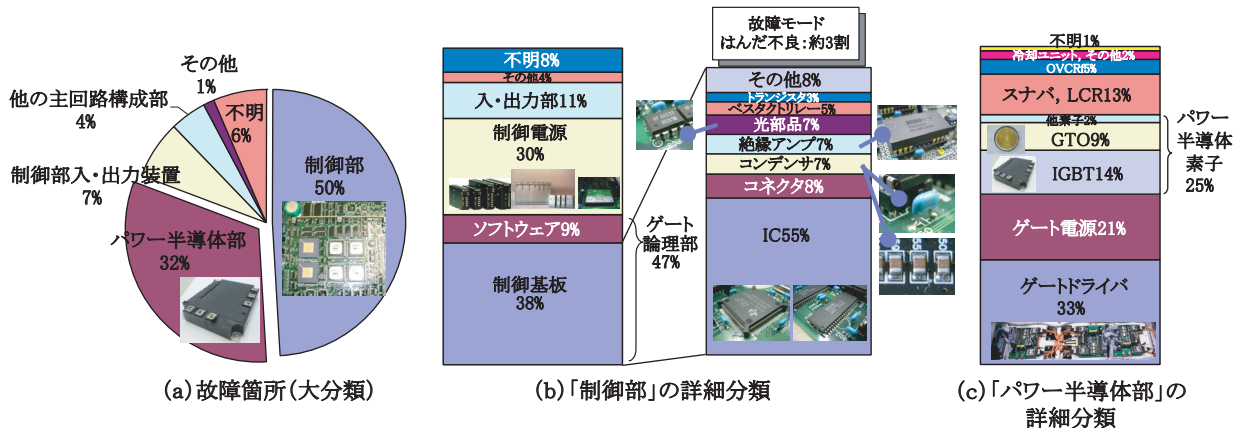 その他
1%
他の主回路構成部
4%
不明
6%
制御部入・出力装置
7%
制御部
50%
パワー半導体部
32%
(a)故障箇所(大分類)
不明8%
その他4%
入・出力部11%
制御電源
30%
ソフトウェア9%
制御基板
38%
ゲート
論理部
47%
故障モード
はんだ不良:約3割
その他8%
トランジスタ3%
ベスタクトリレー5%
光部品7%
絶縁アンプ7%
コンデンサ7%
コネクタ8%
IC55%
(b)「制御部」の詳細分類
不明1%
冷却ユニット, その他2%
OVCRf5%
スナバ, LCR13%
他素子2%
GTO9%
IGBT14%
パワー
半導体
素子
25%
ゲート電源21%
ゲートドライバ
33%
(c)「パワー半導体部」の
詳細分類